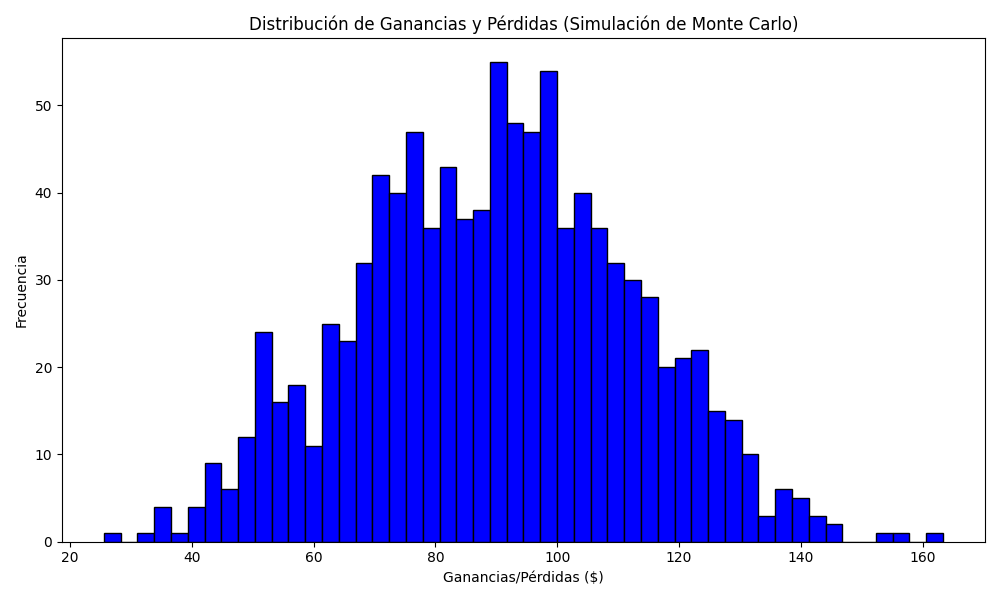 Distribución de Ganancias y Pérdidas (Simulación de Monte Carlo)
50
40
30
20
10
0
Frecuencia
20 40 60 80 100 120 140 160
Ganancias/Pérdidas ($)